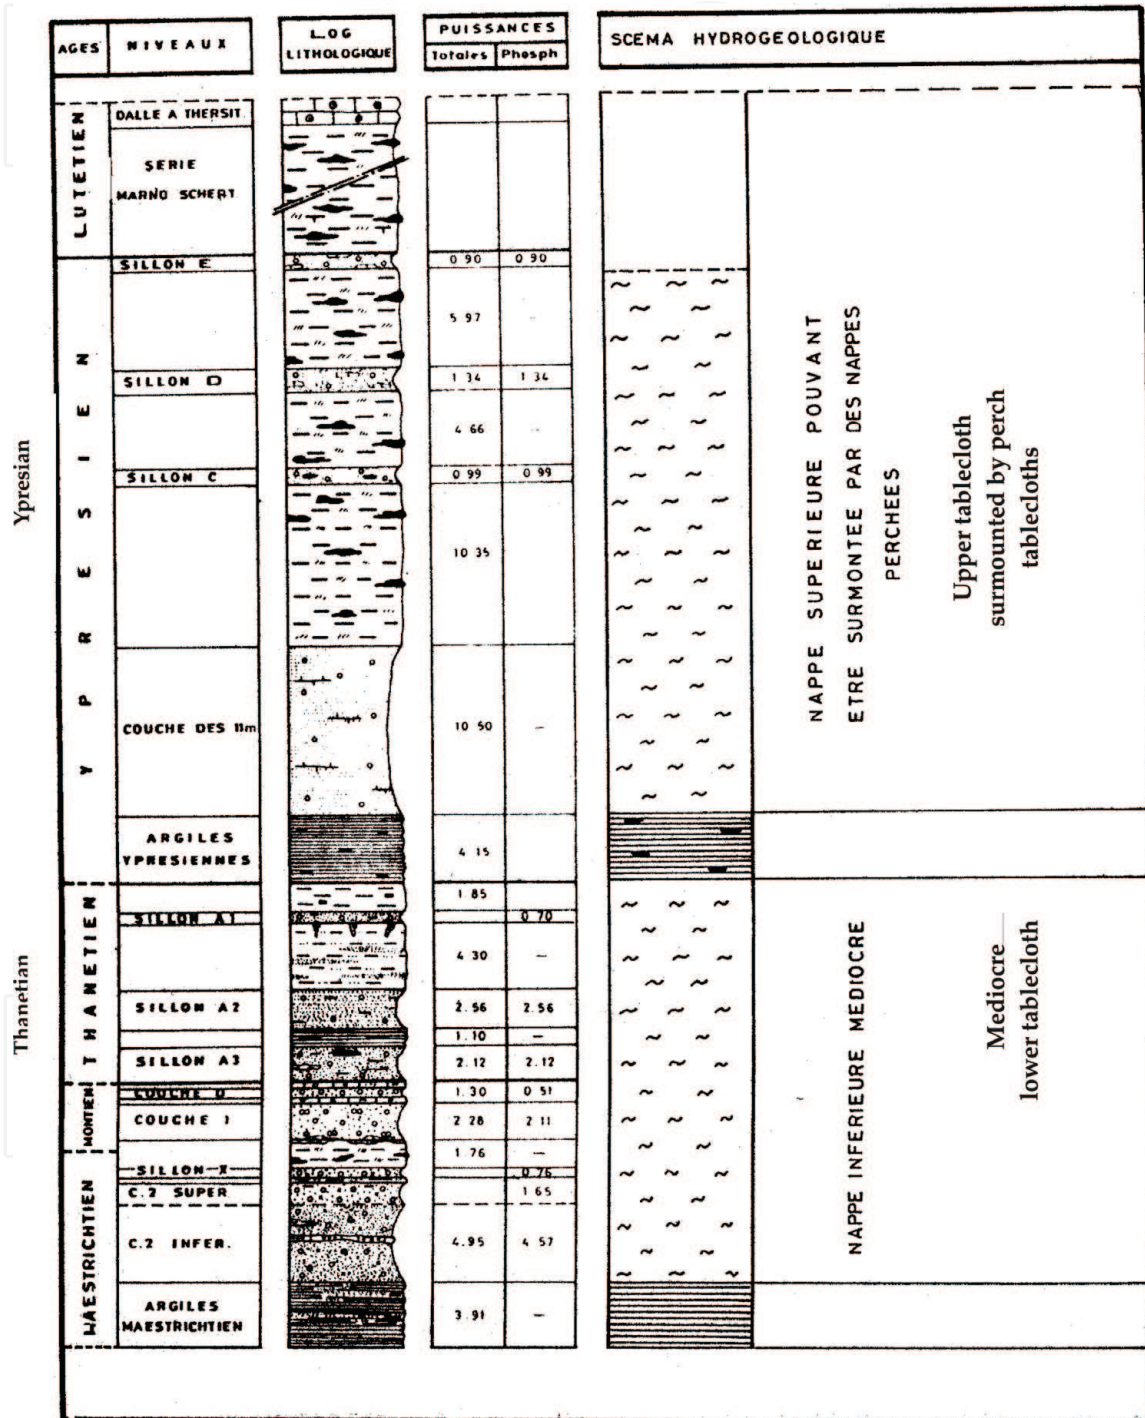 AGES
NIVEAUX
LOG
LITHOLOGIQUE
PUISSANCES
Totales Phosph
SCEMA HYDROGEOLOGIQUE
LUTETIEN
DALLE A THERSIT.
SERIE
MARNO SCHERT
YPRESIEN
Ypresian
SILLON E 0 90 0 90
5 97 -
SILLON D 1 34 1 34
4 66 -
SILLON C 0 99 0 99
10 35
COUCHE DES 11m 10 50 -
ARGILES
YPRESIENNES
4 15
NAPPE SUPERIEURE POUVANT
ETRE SURMONTEE PAR DES NAPPES
PERCHEES
Upper tablecloth
surmounted by perch
tablecloths
THANETIEN
Thanetian
1 85
SILLON A1 0 70
4 30 -
SILLON A2 2.56 2.56
1.10 -
SILLON A3 2.12 2.12
MONTIEN
COUCHE 0 1.30 0 51
COUCHE 1 2 28 2 11
1.76 -
MAESTRICHTIEN
SILLON X 0.76
C.2 SUPER 1 65
C.2 INFER. 4.95 4 57
ARGILES
MAESTRICHTIEN
3.91 -
NAPPE INFERIEURE MEDIOCRE
Mediocre
lower tablecloth